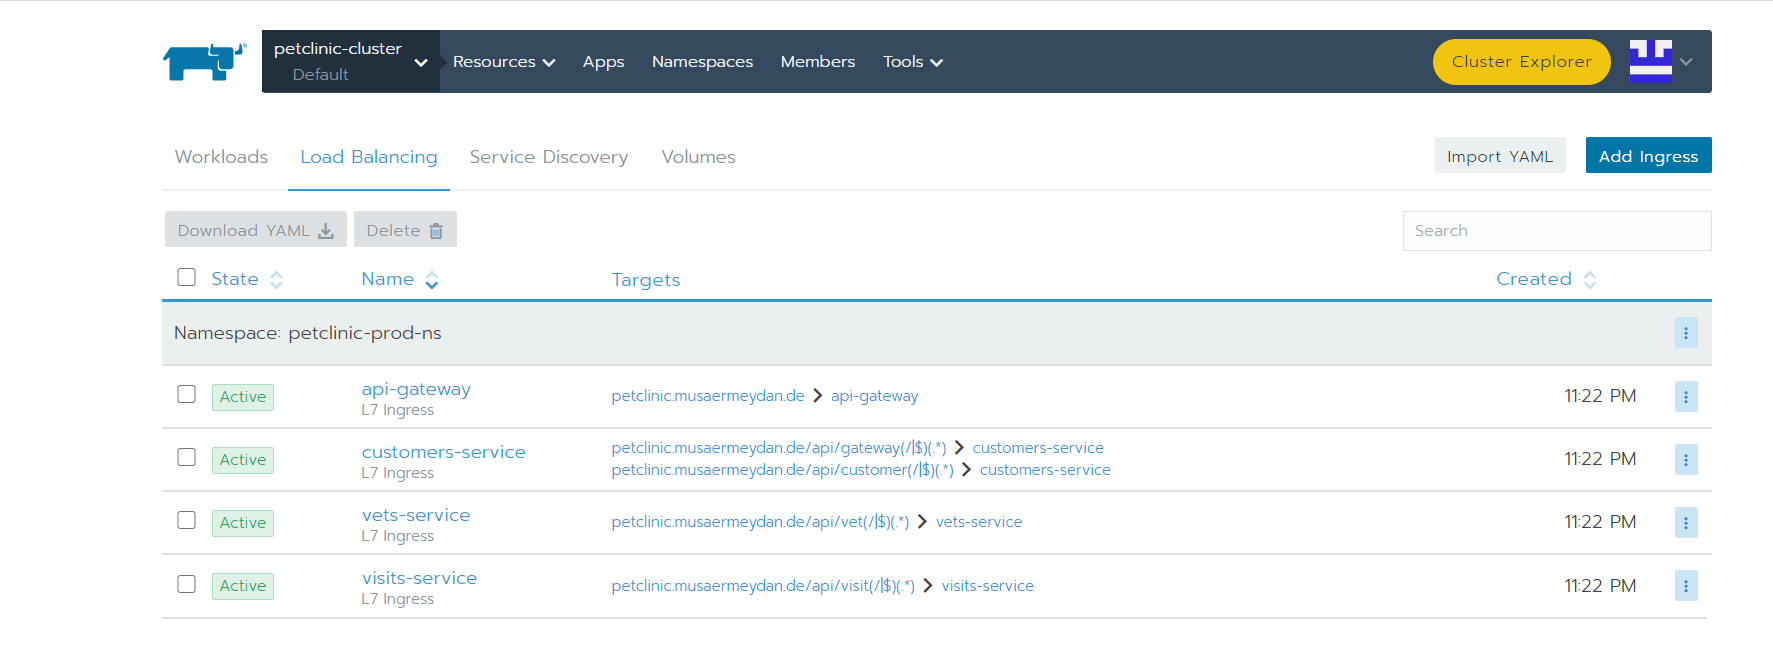 petclinic-cluster
Default
Resources Apps Namespaces Members Tools
Cluster Explorer
Workloads Load Balancing Service Discovery Volumes
Import YAML Add Ingress
Download YAML Delete
Search
State Name Targets Created
Namespace: petclinic-prod-ns
Active api-gateway petclinic.musaermeydan.de > api-gateway 11:22 PM
L7 Ingress
Active customers-service petclinic.musaermeydan.de/api/gateway(/|$)(.*) > customers-service 11:22 PM
L7 Ingress petclinic.musaermeydan.de/api/customer(/|$)(.*) > customers-service
Active vets-service petclinic.musaermeydan.de/api/vet(/|$)(.*) > vets-service 11:22 PM
L7 Ingress
Active visits-service petclinic.musaermeydan.de/api/visit(/|$)(.*) > visits-service 11:22 PM
L7 Ingress